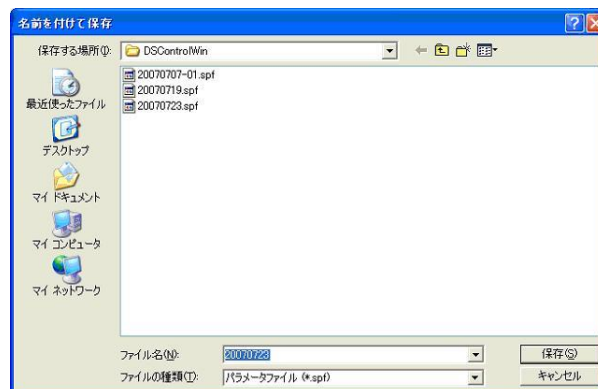 名前を付けて保存
保存する場所(I):
DSControlWin
20070707-01.spf
20070719.spf
20070723.spf
最近使ったファイル
デスクトップ
マイ ドキュメント
マイ コンピュータ
マイ ネットワーク
ファイル名(N):
20070723
保存(S)
ファイルの種類(T):
パラメータファイル (*.spf)
キャンセル